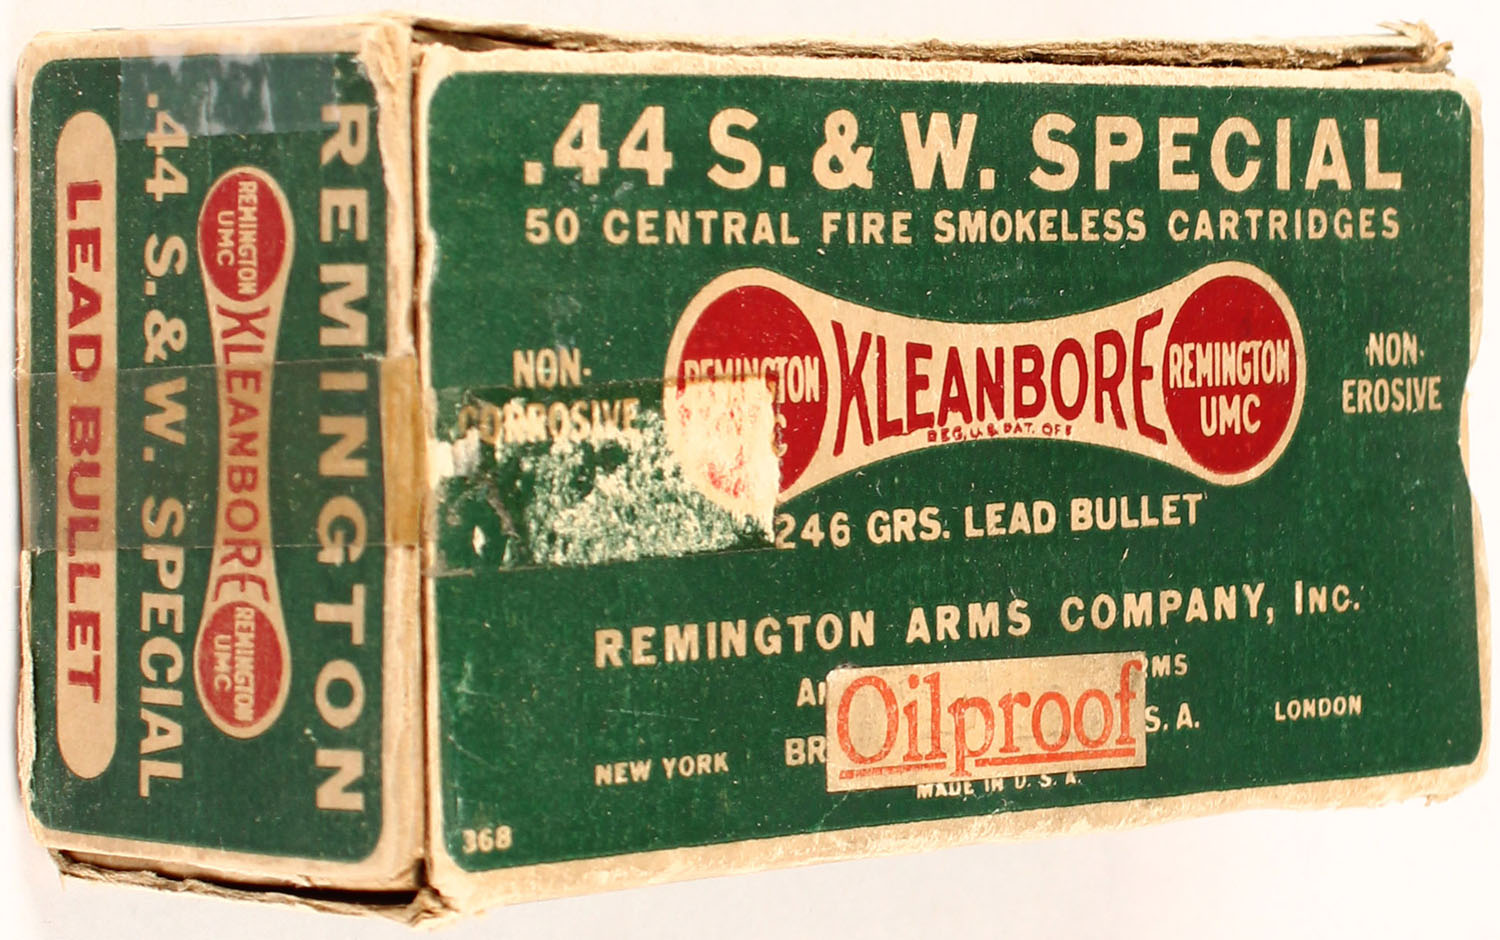 .44 S. & W. SPECIAL
50 CENTRAL FIRE SMOKELESS CARTRIDGES
NON-
CORROSIVE
REMINGTON
KLEANBORE
REG. U.S. PAT. OFF.
REMINGTON
UMC
NON-
EROSIVE
246 GRS. LEAD BULLET
REMINGTON ARMS COMPANY, INC.
Oilproof
S. A.
NEW YORK
LONDON
MADE IN U. S. A.
368
REMINGTON
REMINGTON
UMC
KLEANBORE
REMINGTON
UMC
.44 S. & W. SPECIAL
LEAD BULLET